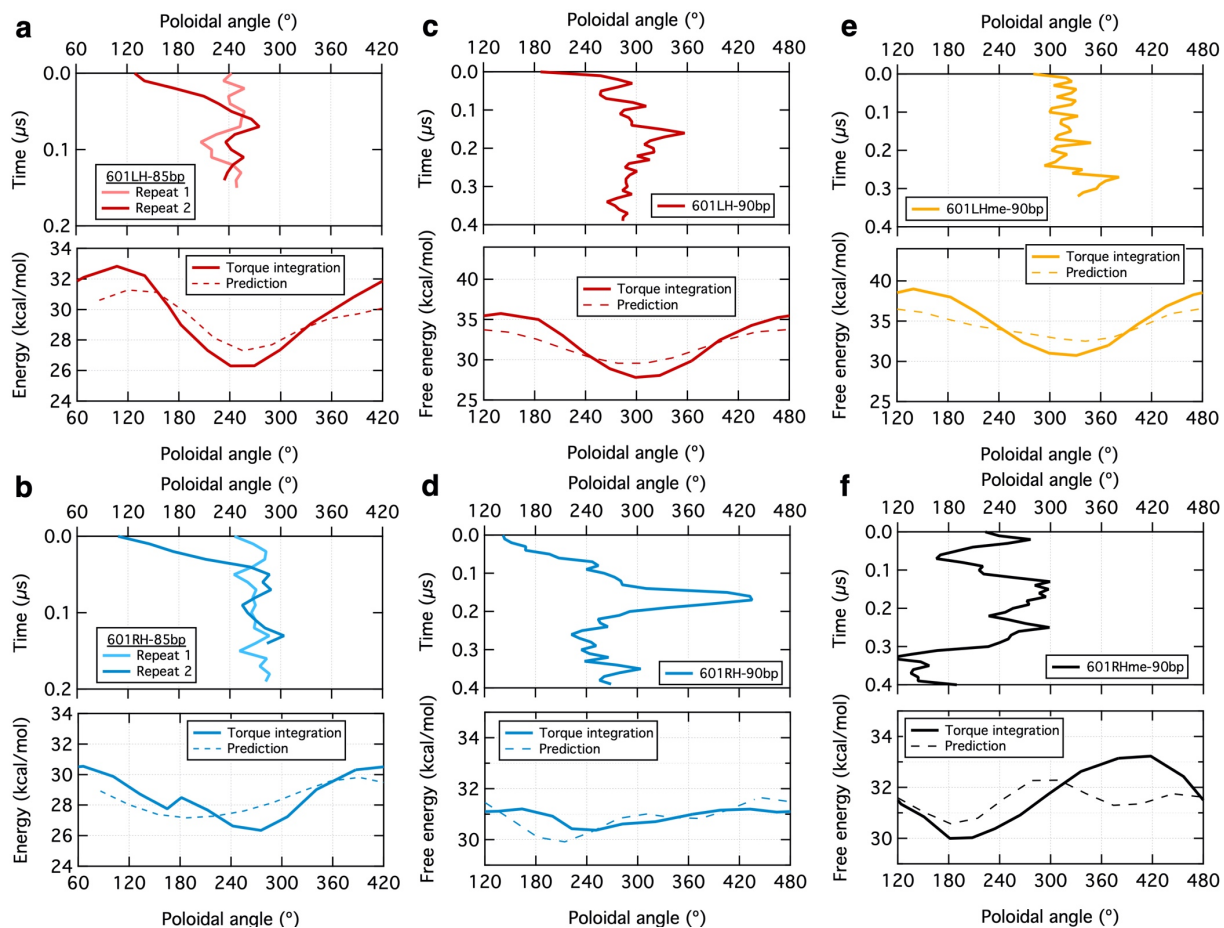 a
Poloidal angle (º)
60 120 180 240 300 360 420
Time (µs)
0.0
0.1
0.2
601LH-85bp
Repeat 1
Repeat 2
Energy (kcal/mol)
34
32
30
28
26
24
Torque integration
Prediction
60 120 180 240 300 360 420
Poloidal angle (º)
c
Poloidal angle (º)
120 180 240 300 360 420 480
Time (µs)
0.0
0.1
0.2
0.3
0.4
601LH-90bp
Free energy (kcal/mol)
40
35
30
25
Torque integration
Prediction
120 180 240 300 360 420 480
Poloidal angle (º)
e
Poloidal angle (º)
120 180 240 300 360 420 480
Time (µs)
0.0
0.1
0.2
0.3
0.4
601LHme-90bp
Free energy (kcal/mol)
40
35
30
25
Torque integration
Prediction
120 180 240 300 360 420 480
Poloidal angle (º)
b
Poloidal angle (º)
60 120 180 240 300 360 420
Time (µs)
0.0
0.1
0.2
601RH-85bp
Repeat 1
Repeat 2
Energy (kcal/mol)
34
32
30
28
26
24
Torque integration
Prediction
60 120 180 240 300 360 420
Poloidal angle (º)
d
Poloidal angle (º)
120 180 240 300 360 420 480
Time (µs)
0.0
0.1
0.2
0.3
0.4
601RH-90bp
Free energy (kcal/mol)
34
32
30
Torque integration
Prediction
120 180 240 300 360 420 480
Poloidal angle (º)
f
Poloidal angle (º)
120 180 240 300 360 420 480
Time (µs)
0.0
0.1
0.2
0.3
0.4
601RHme-90bp
Free energy (kcal/mol)
34
32
30
Torque integration
Prediction
120 180 240 300 360 420 480
Poloidal angle (º)